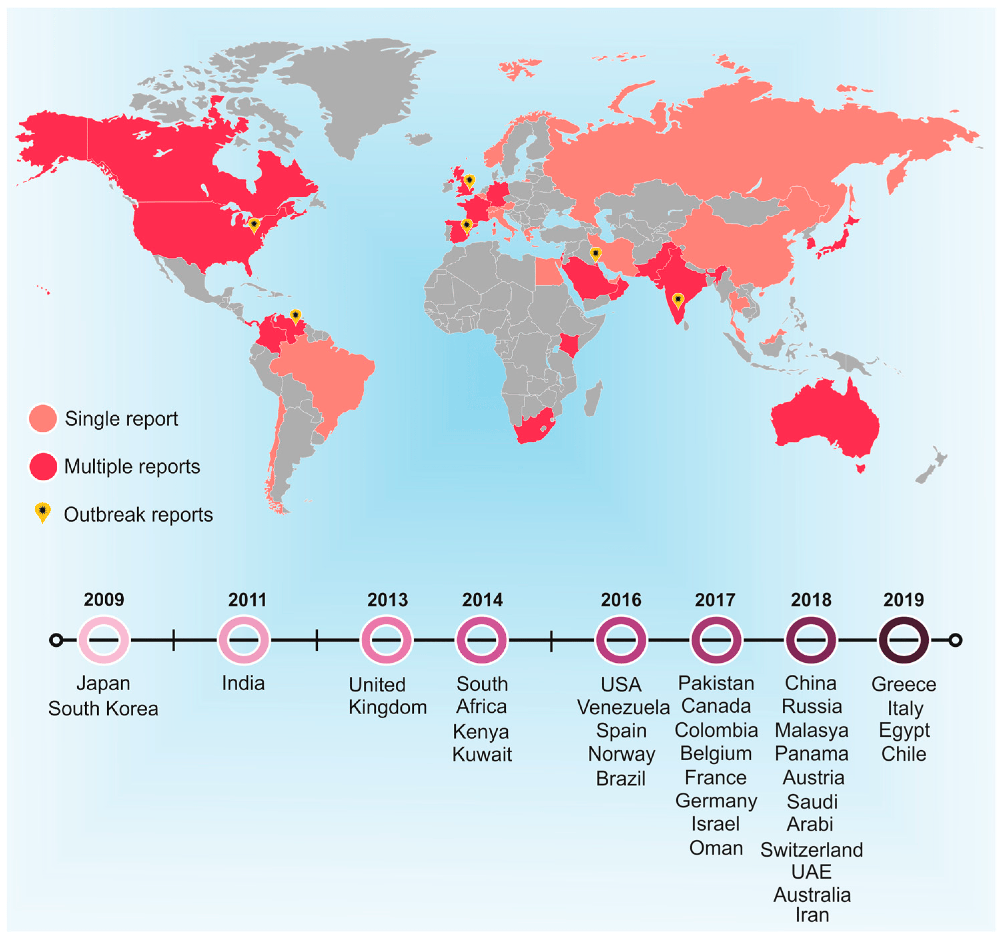 Single report
Multiple reports
Outbreak reports
2009
2011
2013
2014
2016
2017
2018
2019
Japan
South Korea
India
United
Kingdom
South
Africa
Kenya
Kuwait
USA
Venezuela
Spain
Norway
Brazil
Pakistan
Canada
Colombia
Belgium
France
Germany
Israel
Oman
China
Russia
Malasya
Panama
Austria
Saudi
Arabi
Switzerland
UAE
Australia
Iran
Greece
Italy
Egypt
Chile